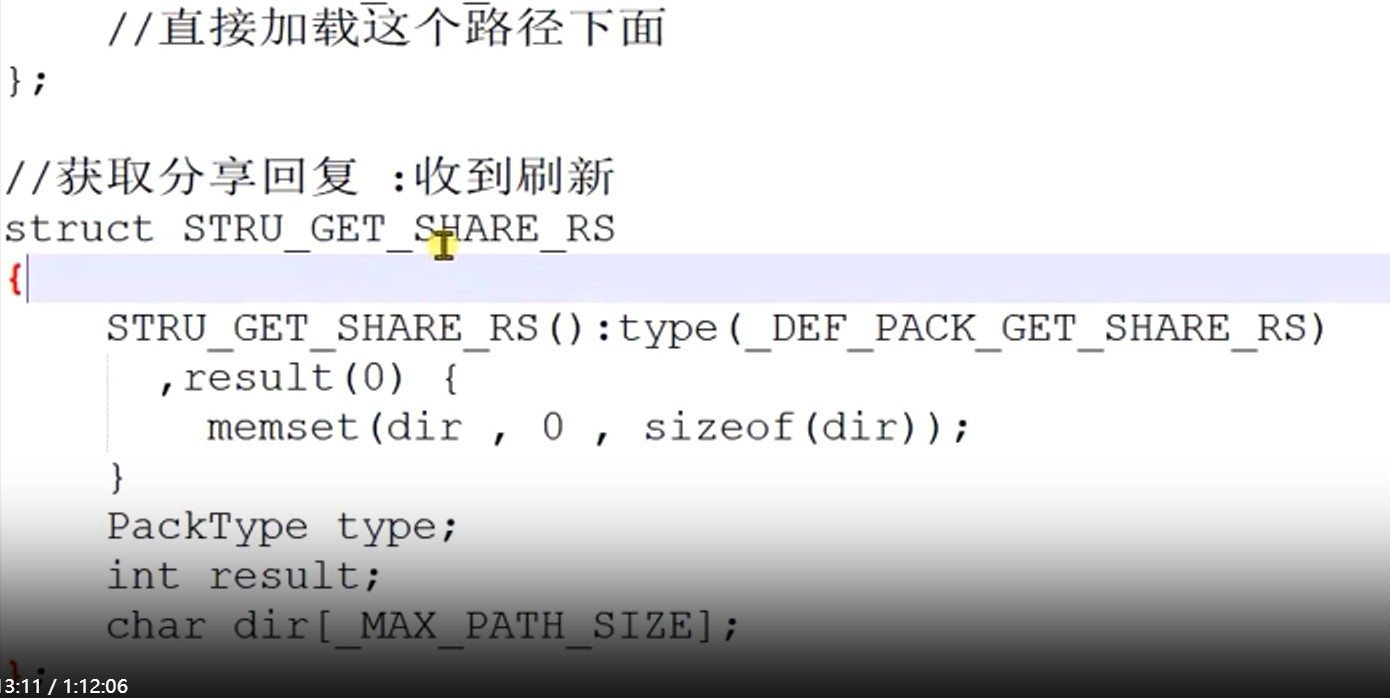 //直接加载这个路径下面
};
//获取分享回复 :收到刷新
struct STRU_GET_SHARE_RS
{
STRU_GET_SHARE_RS():type(_DEF_PACK_GET_SHARE_RS)
,result(0) {
memset(dir , 0 , sizeof(dir));
}
PackType type;
int result;
char dir[_MAX_PATH_SIZE];
};
13:11 / 1:12:06